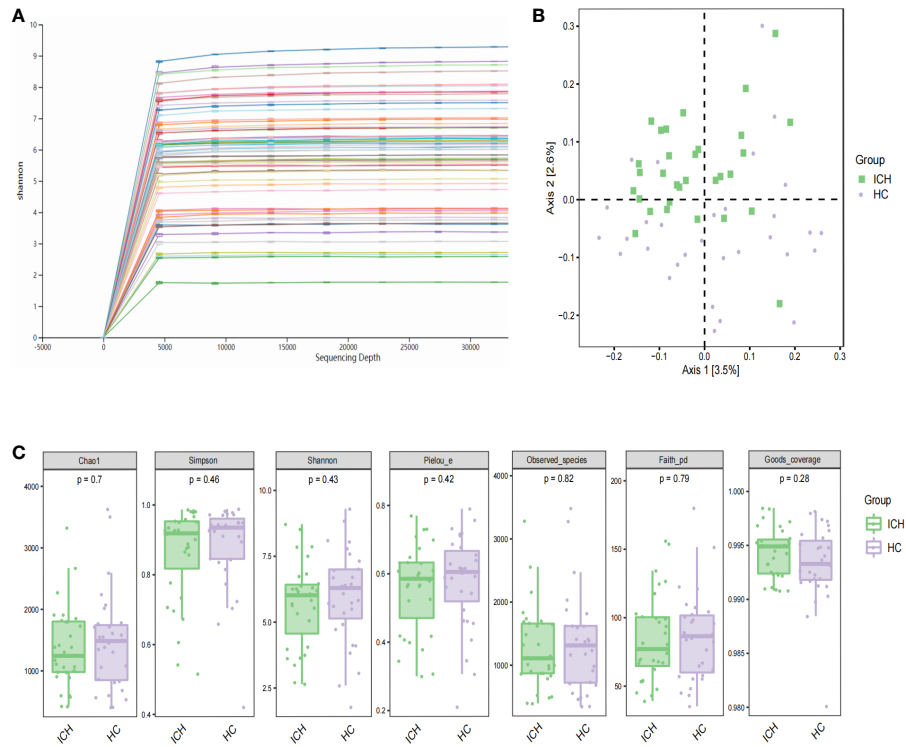 A
10
9
8
7
6
5
4
3
2
1
0
shannon
-5000
0
5000
10000
15000
20000
25000
30000
Sequencing Depth
B
0.3
0.2
0.1
0.0
−0.1
−0.2
Axis 2 [2.6%]
−0.2
−0.1
0.0
0.1
0.2
0.3
Axis 1 [3.5%]
Group
ICH
HC
C
Chao1
p = 0.7
4000
3000
2000
1000
ICH
HC
Simpson
p = 0.46
1.0
0.8
0.6
0.4
ICH
HC
Shannon
p = 0.43
10.0
7.5
5.0
2.5
ICH
HC
Pielou_e
p = 0.42
0.8
0.6
0.4
0.2
ICH
HC
Observed_species
p = 0.82
4000
3000
2000
1000
ICH
HC
Faith_pd
p = 0.79
200
150
100
50
ICH
HC
Goods_coverage
p = 0.28
1.000
0.995
0.990
0.985
0.980
ICH
HC
Group
ICH
HC